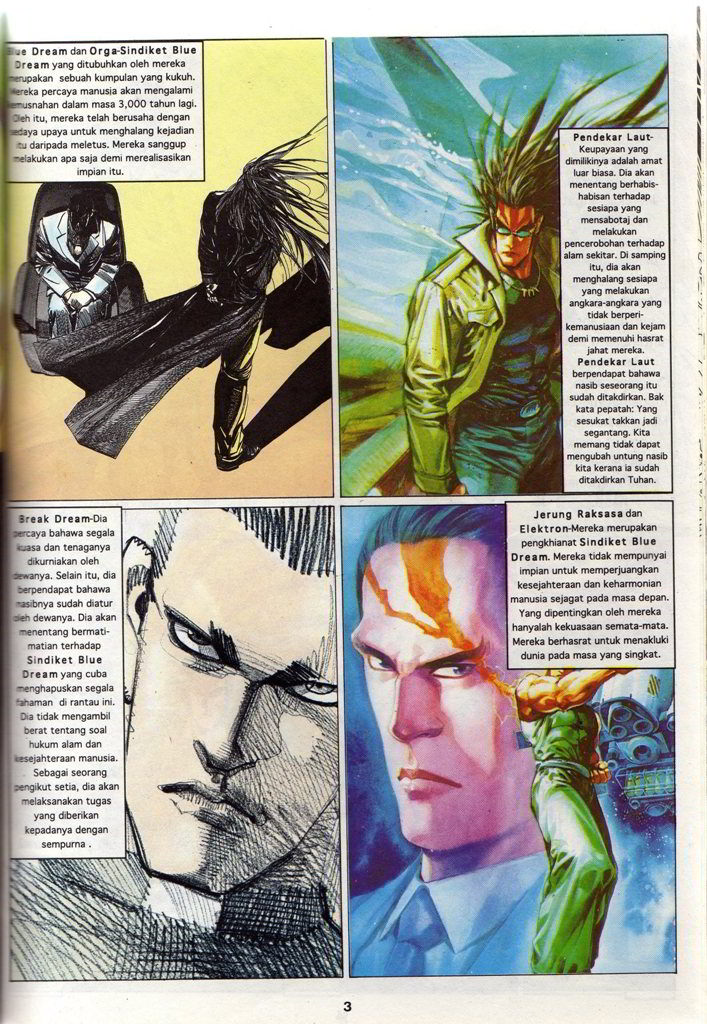 Blue Dream dan Orga-Sindiket Blue
Dream yang ditubuhkan oleh mereka
merupakan sebuah kumpulan yang kukuh.
Mereka percaya manusia akan mengalami
kemusnahan dalam masa 3,000 tahun lagi.
Oleh itu, mereka telah berusaha dengan
sedaya upaya untuk menghalang kejadian
itu daripada meletus. Mereka sanggup
melakukan apa saja demi merealisasikan
impian itu.
Pendekar Laut-
Keupayaan yang
dimilikinya adalah amat
luar biasa. Dia akan
menentang berhabis-
habisan terhadap
sesiapa yang
mensabotaj dan
melakukan
pencerobohan terhadap
alam sekitar. Di samping
itu, dia akan
menghalang sesiapa
yang melakukan
angkara-angkara yang
tidak berperi-
kemanusiaan dan kejam
demi memenuhi hasrat
jahat mereka.
Pendekar Laut
berpendapat bahawa
nasib seseorang itu
sudah ditakdirkan. Bak
kata pepatah: Yang
sesukat takkan jadi
segantang. Kita
memang tidak dapat
mengubah untung nasib
kita kerana ia sudah
ditakdirkan Tuhan.
Break Dream-Dia
percaya bahawa segala
kuasa dan tenaganya
dikurniakan oleh
dewanya. Selain itu, dia
berpendapat bahawa
nasibnya sudah diatur
oleh dewanya. Dia akan
menentang bermati-
matian terhadap
Sindiket Blue
Dream yang cuba
menghapuskan segala
fahaman di rantau ini.
Dia tidak mengambil
berat tentang soal
hukum alam dan
kesejahteraan manusia.
Sebagai seorang
pengikut setia, dia akan
melaksanakan tugas
yang diberikan
kepadanya dengan
sempurna .
Jerung Raksasa dan
Elektron-Mereka merupakan
pengkhianat Sindiket Blue
Dream. Mereka tidak mempunyai
impian untuk memperjuangkan
kesejahteraan dan keharmonian
manusia sejagat pada masa depan.
Yang dipentingkan oleh mereka
hanyalah kekuasaan semata-mata.
Mereka berhasrat untuk menakluki
dunia pada masa yang singkat.
3